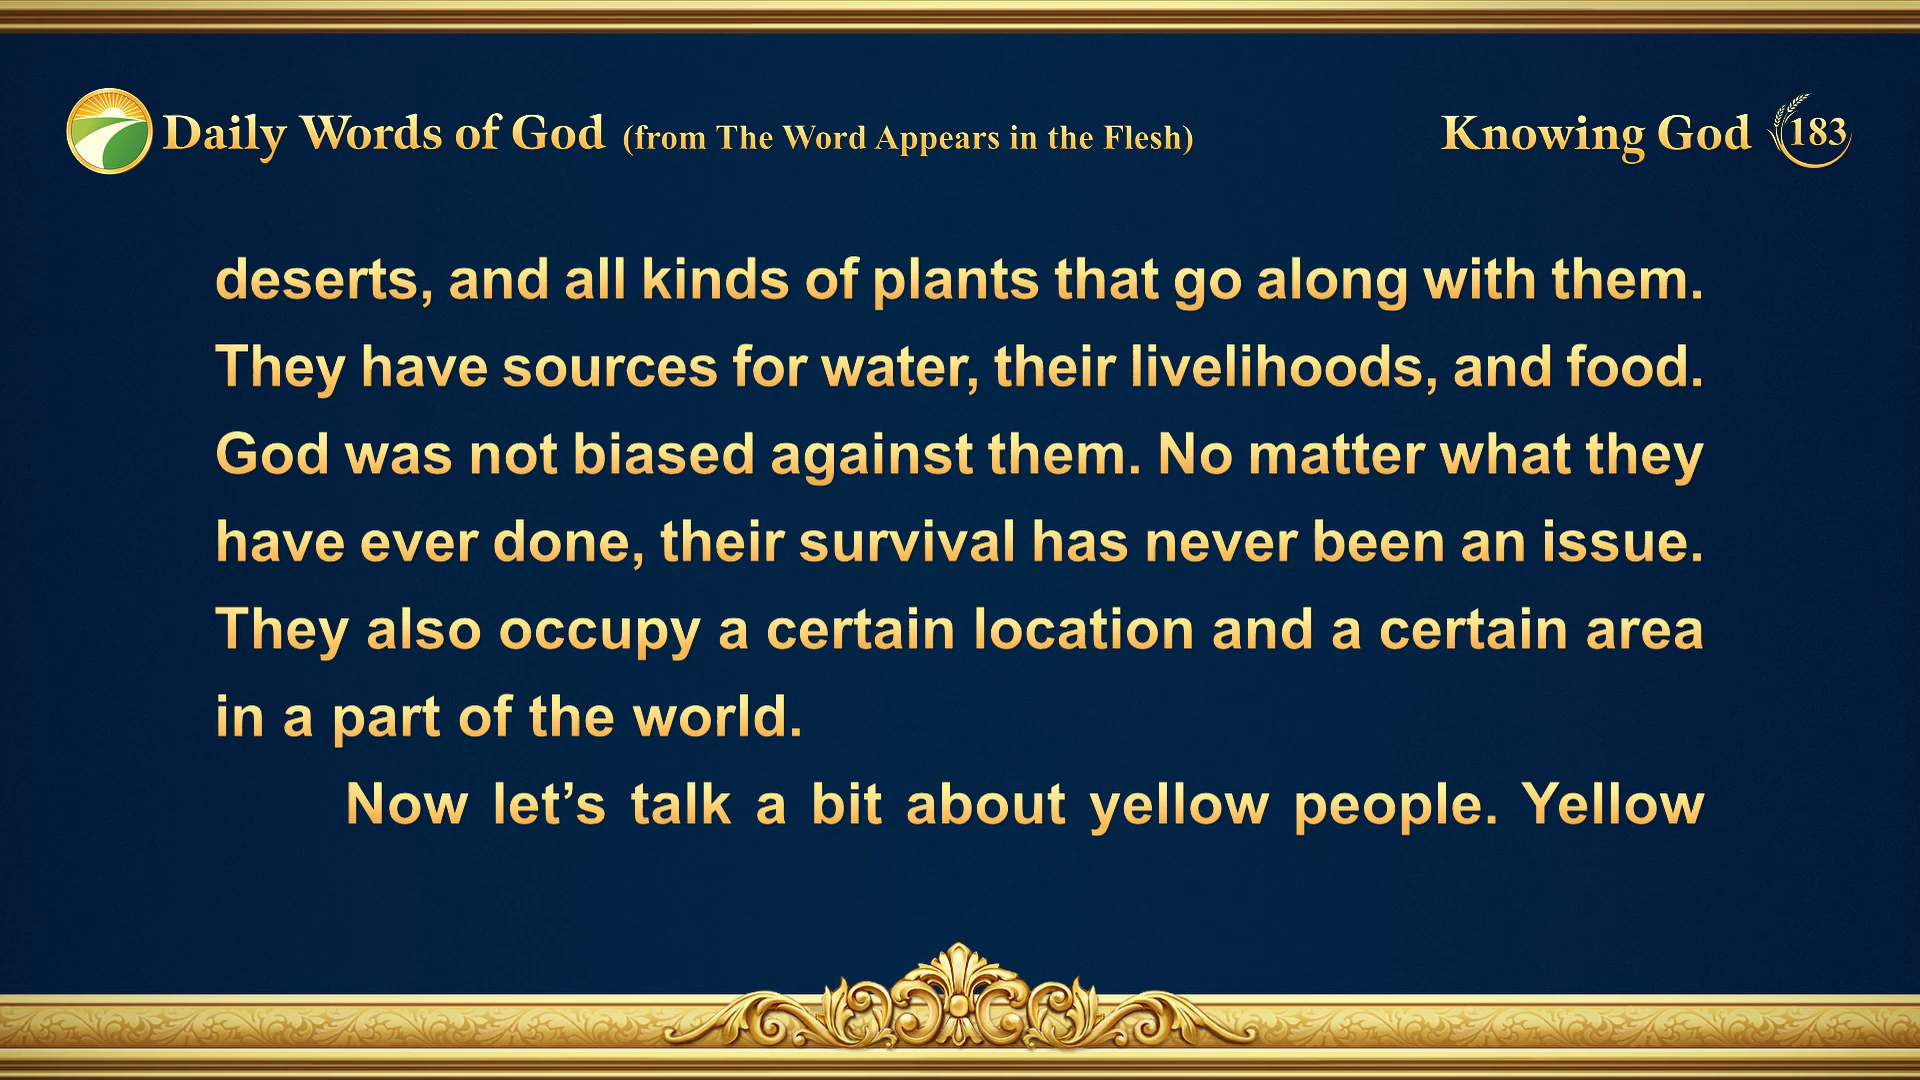 Daily Words of God (from The Word Appears in the Flesh)
Knowing God 183
deserts, and all kinds of plants that go along with them.
They have sources for water, their livelihoods, and food.
God was not biased against them. No matter what they
have ever done, their survival has never been an issue.
They also occupy a certain location and a certain area
in a part of the world.
Now let’s talk a bit about yellow people. Yellow